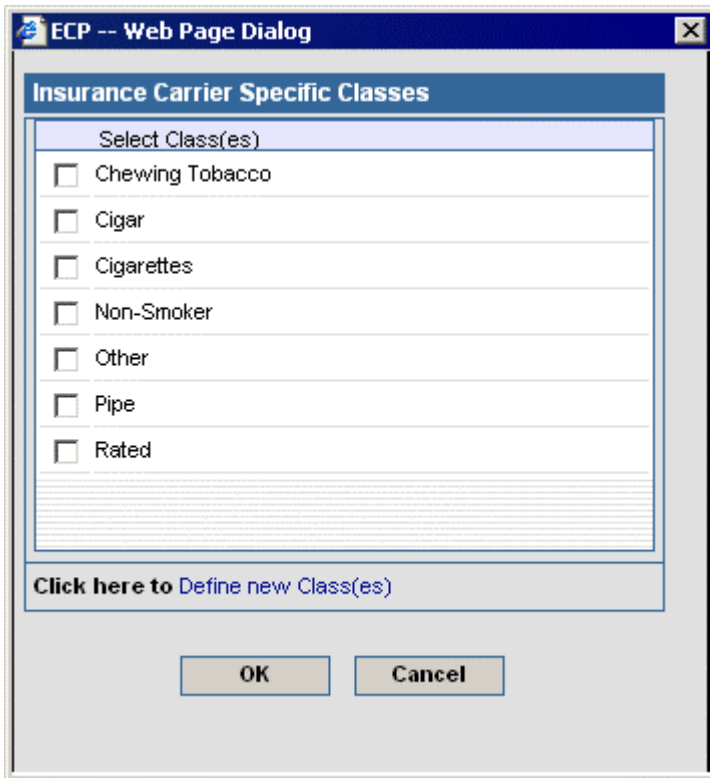 ECP -- Web Page Dialog
Insurance Carrier Specific Classes
Select Class(es)
Chewing Tobacco
Cigar
Cigarettes
Non-Smoker
Other
Pipe
Rated
Click here to Define new Class(es)
OK Cancel